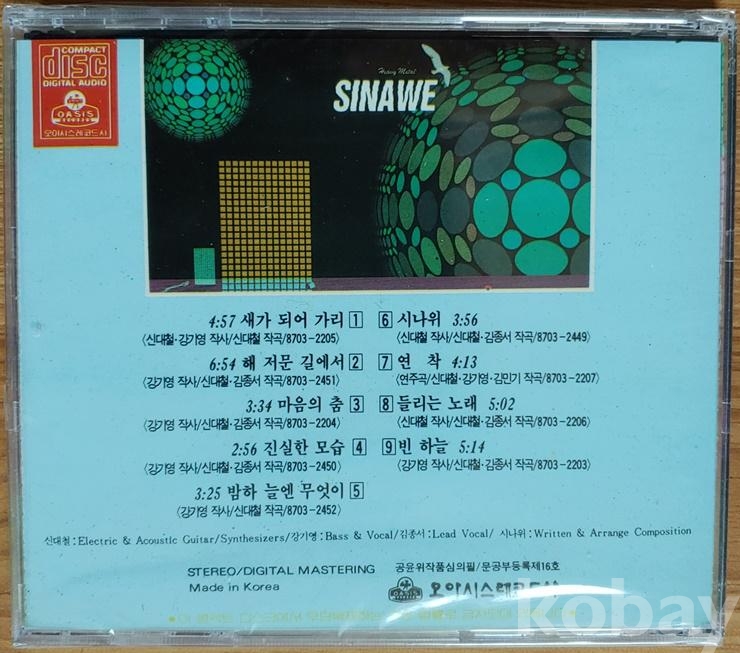 COMPACT
disc
DIGITAL AUDIO
OASIS
RECORDS
오아시스레코드사
Heavy Metal
SINAWE
4:57 새가 되어 가리 1
〈신대철·강기영 작사/신대철 작곡/8703-2205〉
6:54 해 저문 길에서 2
〈강기영 작사/신대철·김종서 작곡/8703-2451〉
3:34 마음의 춤 3
〈강기영 작사/신대철·김종서 작곡/8703-2204〉
2:56 진실한 모습 4
〈강기영 작사/신대철·김종서 작곡/8703-2450〉
3:25 밤하 늘엔 무엇이 5
〈강기영 작사/신대철 작곡/8703-2452〉
6 시나위 3:56
〈신대철 작사/신대철·김종서 작곡/8703-2449〉
7 연 착 4:13
〈연주곡/신대철·강기영·김민기 작곡/8703-2207〉
8 들리는 노래 5:02
〈신대철 작사/신대철·김종서 작곡/8703-2206〉
9 빈 하늘 5:14
〈강기영 작사/신대철·김종서 작곡/8703-2203〉
신대철:Electric & Acoustic Guitar/Synthesizers/강기영:Bass & Vocal/김종서:Lead Vocal/ 시나위:Written & Arrange Composition
STEREO/DIGITAL MASTERING
Made in Korea
공윤위작품심의필/문공부등록제16호
OASIS
오아시스레코드사
kobay